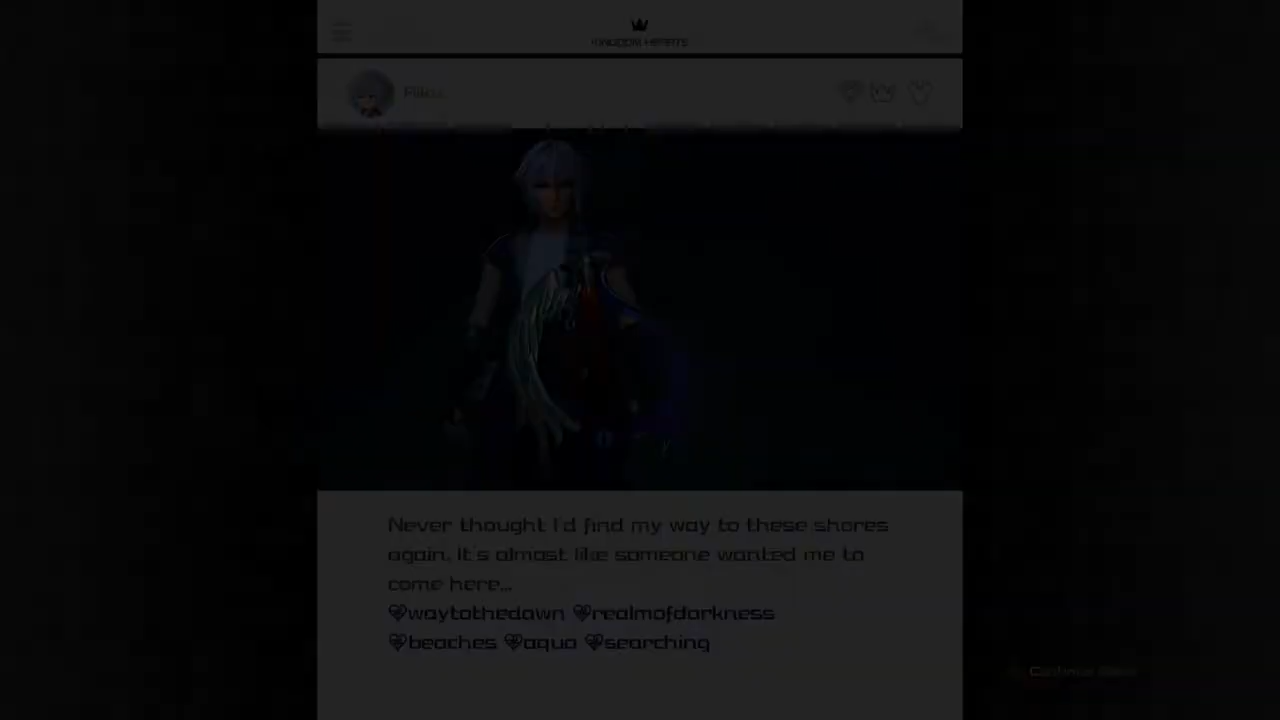 KINGDOM HEARTS
Riku
Never thought I'd find my way to these shores
again. It's almost like someone wanted me to
come here...
waytothedawn realmofdarkness
beaches aqua searching